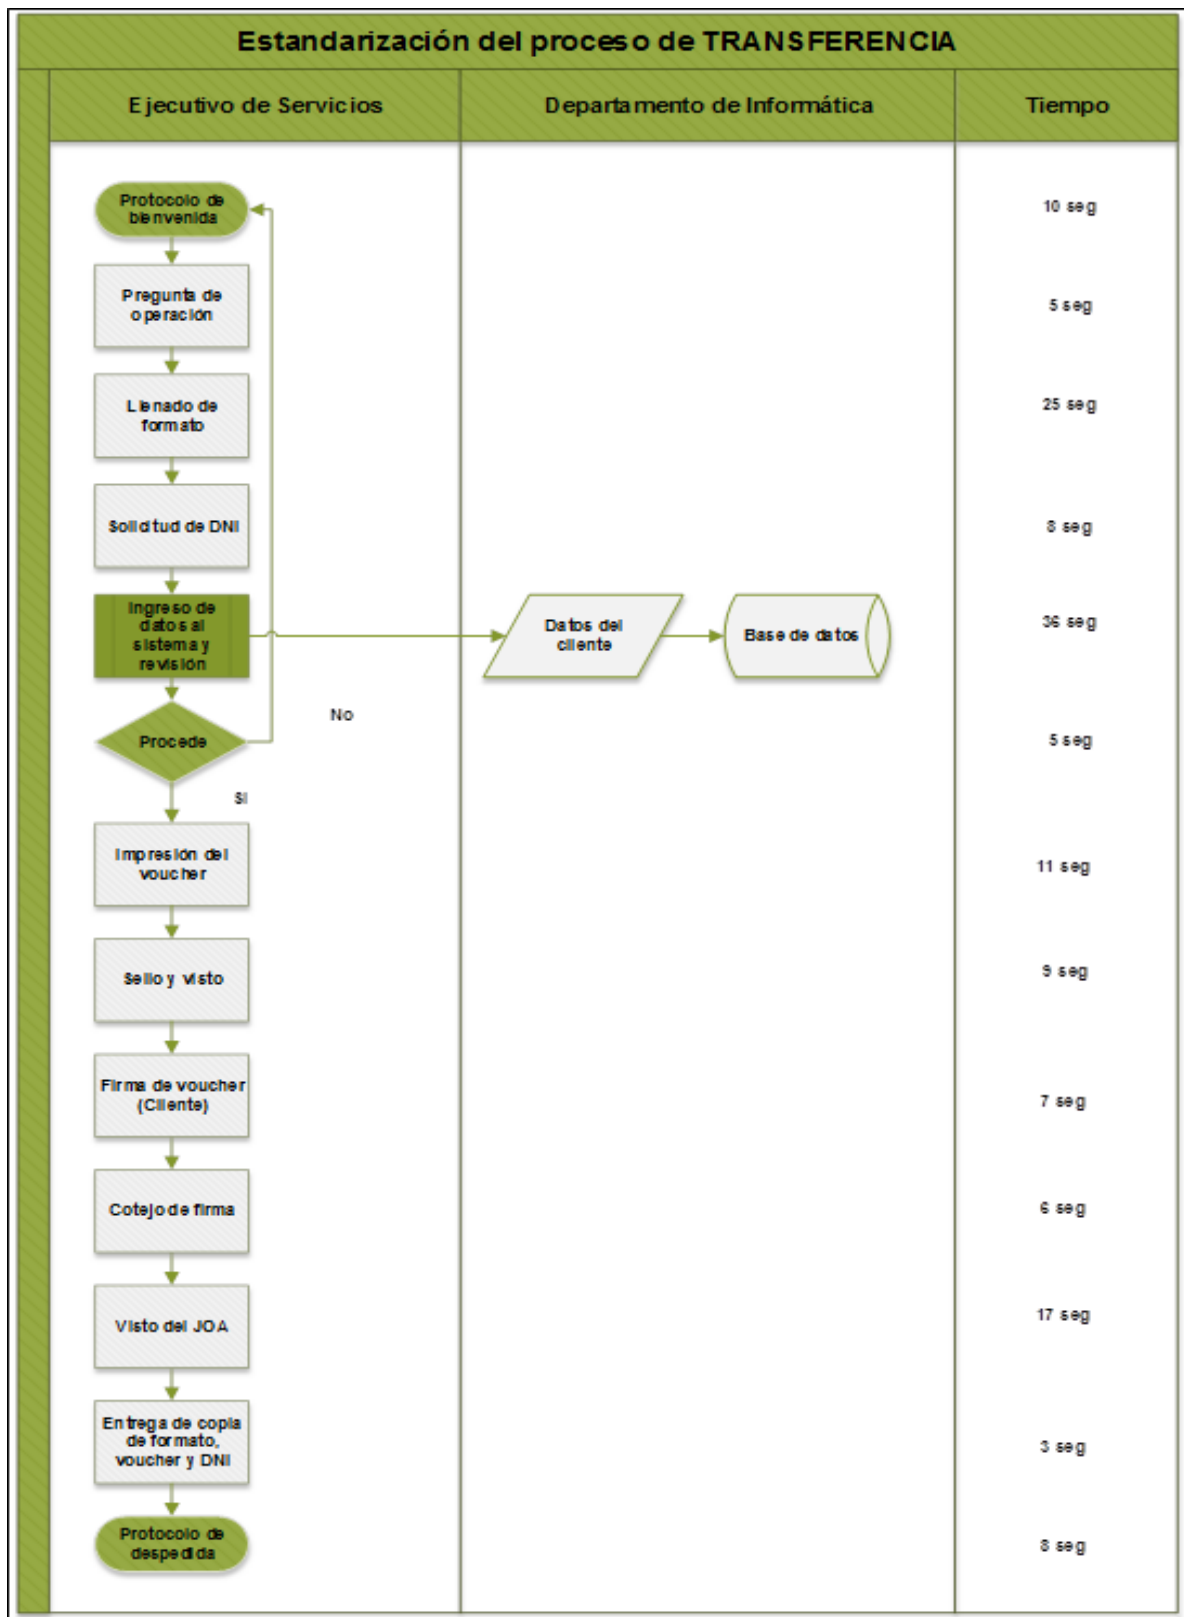 Estandarización del proceso de TRANSFERENCIA
Ejecutivo de Servicios
Departamento de Informática
Tiempo
Protocolo de
bienvenida
10 seg
Pregunta de
operación
5 seg
Llenado de
formato
25 seg
Solicitud de DNI
8 seg
Ingreso de
datos al
sistema y
revisión
Datos del
cliente
Base de datos
36 seg
No
Procede
5 seg
Si
Impresión del
voucher
11 seg
Sello y visto
9 seg
Firma de voucher
(Cliente)
7 seg
Cotejo de firma
6 seg
Visto del JOA
17 seg
Entrega de copia
de formato,
voucher y DNI
3 seg
Protocolo de
despedida
8 seg